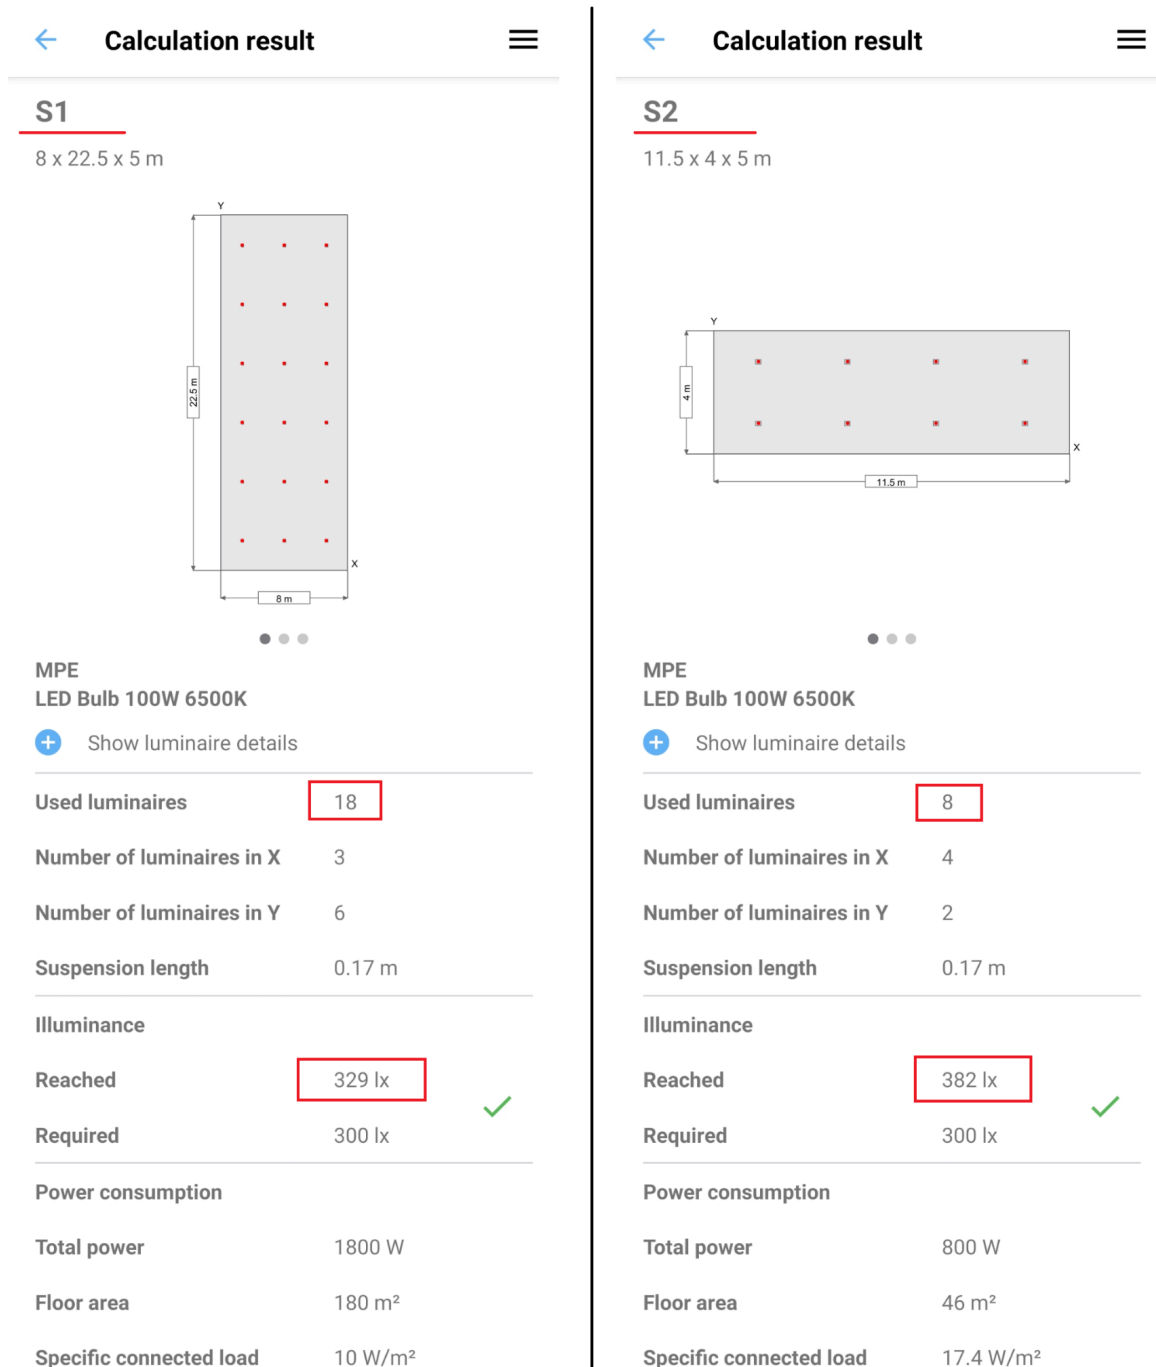 Calculation result
S1
8 x 22.5 x 5 m
Y
22.5 m
X
8 m
MPE
LED Bulb 100W 6500K
Show luminaire details
Used luminaires 18
Number of luminaires in X 3
Number of luminaires in Y 6
Suspension length 0.17 m
Illuminance
Reached 329 lx
Required 300 lx
Power consumption
Total power 1800 W
Floor area 180 m²
Specific connected load 10 W/m²
Calculation result
S2
11.5 x 4 x 5 m
Y
4 m
X
11.5 m
MPE
LED Bulb 100W 6500K
Show luminaire details
Used luminaires 8
Number of luminaires in X 4
Number of luminaires in Y 2
Suspension length 0.17 m
Illuminance
Reached 382 lx
Required 300 lx
Power consumption
Total power 800 W
Floor area 46 m²
Specific connected load 17.4 W/m²